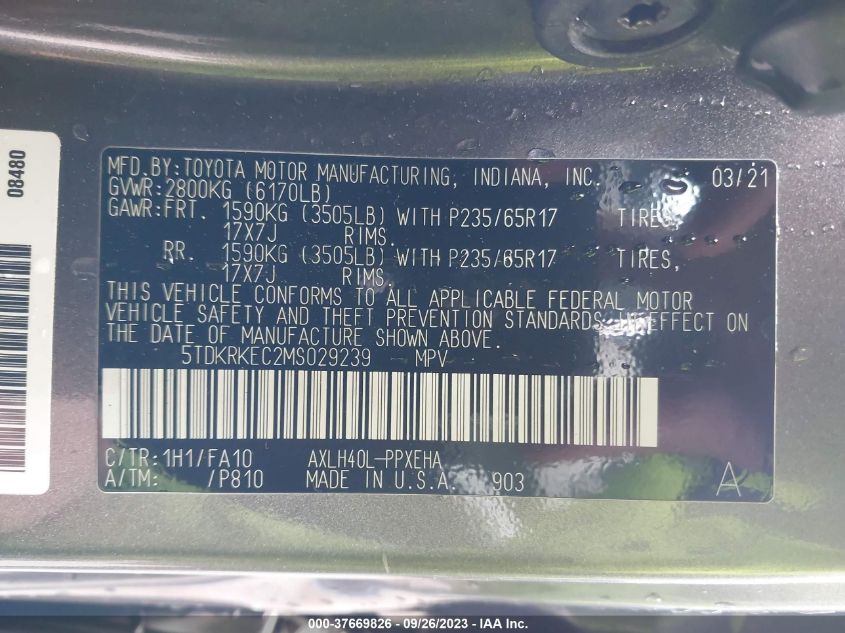 08480
MFD.BY:TOYOTA MOTOR MANUFACTURING, INDIANA, INC. 03/21
GVWR:2800KG (6170LB)
GAWR:FRT. 1590KG (3505LB) WITH P235/65R17 TIRES,
17X7J RIMS.
RR. 1590KG (3505LB) WITH P235/65R17 TIRES,
17X7J RIMS.
THIS VEHICLE CONFORMS TO ALL APPLICABLE FEDERAL MOTOR
VEHICLE SAFETY AND THEFT PREVENTION STANDARDS IN EFFECT ON
THE DATE OF MANUFACTURE SHOWN ABOVE.
5TDKRKEC2MS029239 MPV
C/TR:1H1/FA10 AXLH40L-PPXEHA
A/TM: /P810 MADE IN U.S.A. 903 A
000-37669826 - 09/26/2023 - IAA Inc.